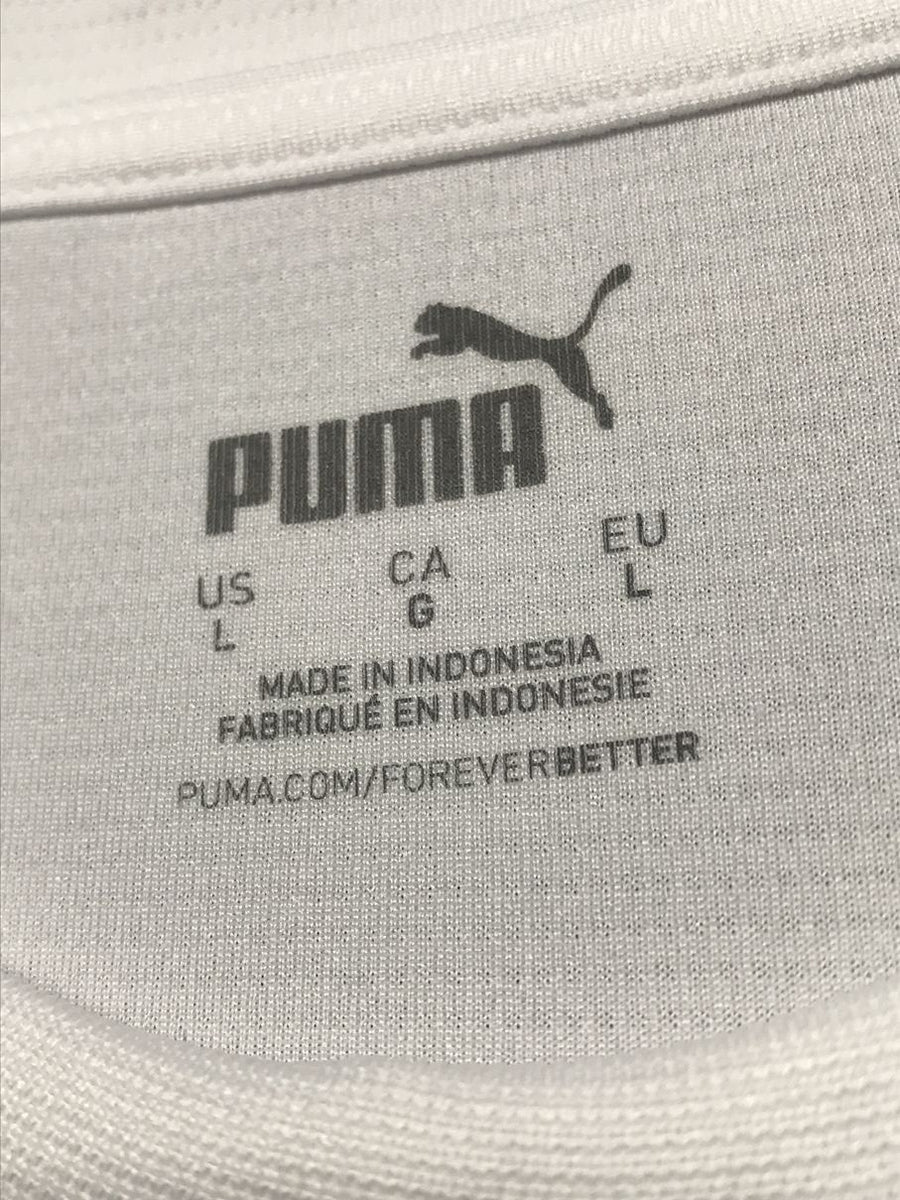 PUMA
US CA EU
L G L
MADE IN INDONESIA
FABRIQUÉ EN INDONESIE
PUMA.COM/FOREVERBETTER